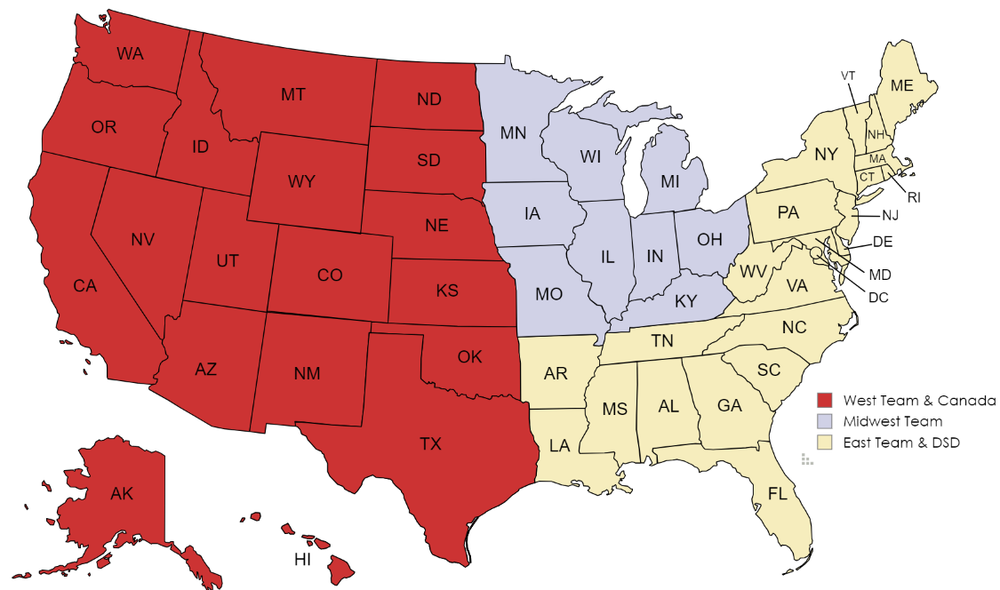 WA
MT
ND
MN
VT
ME
OR
ID
SD
WI
MI
NY
NH
MA
CT
RI
WY
NE
IA
PA
NJ
NV
UT
CO
IL
IN
OH
DE
MD
DC
CA
KS
MO
KY
WV
VA
AZ
NM
OK
AR
TN
NC
SC
MS
AL
GA
West Team & Canada
Midwest Team
East Team & DSD
TX
LA
FL
AK
HI